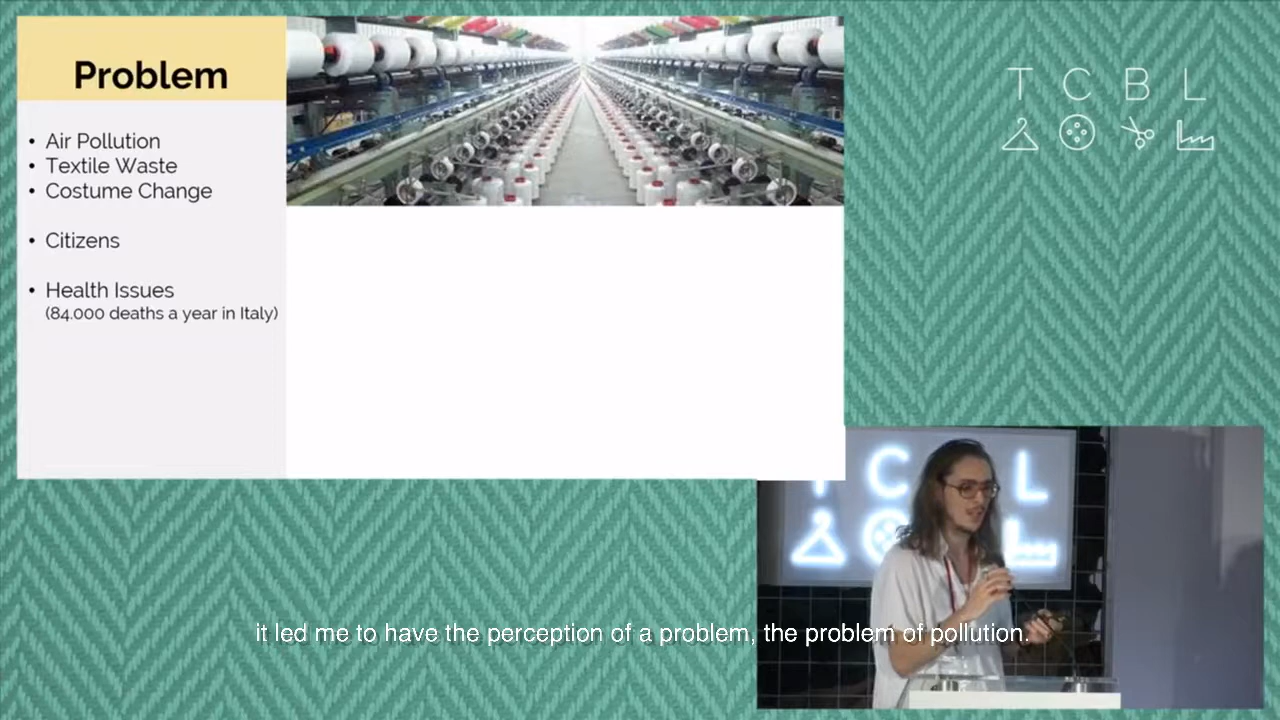 Problem
• Air Pollution
• Textile Waste
• Costume Change
• Citizens
• Health Issues
(84.000 deaths a year in Italy)
T C B L
C L
it led me to have the perception of a problem, the problem of pollution.